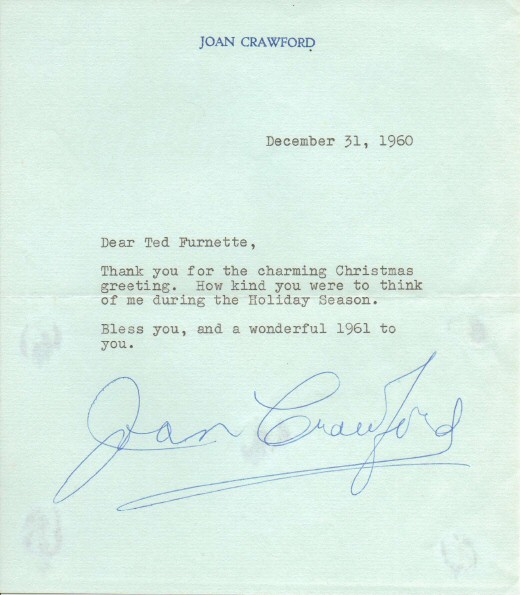 JOAN CRAWFORD
December 31, 1960
Dear Ted Furnette,
Thank you for the charming Christmas
greeting. How kind you were to think
of me during the Holiday Season.
Bless you, and a wonderful 1961 to
you.
Joan Crawford